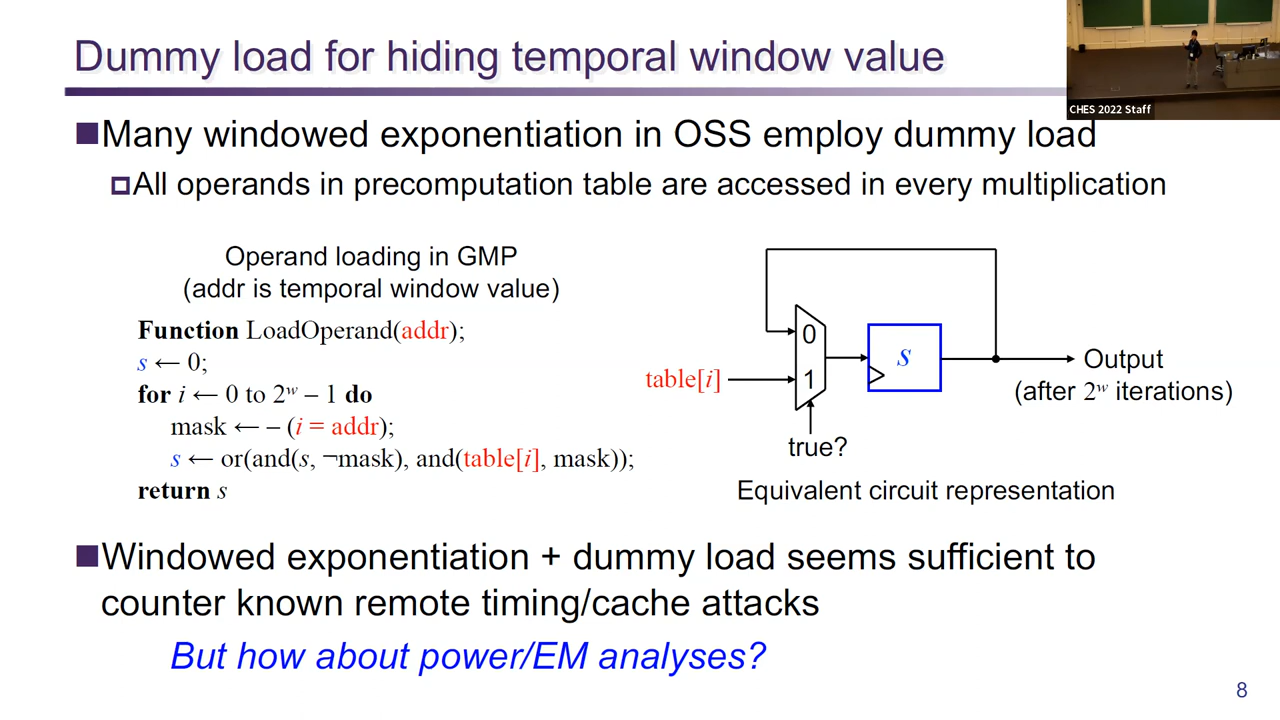 Dummy load for hiding temporal window value
CHES 2022 Staff
Many windowed exponentiation in OSS employ dummy load
All operands in precomputation table are accessed in every multiplication
Operand loading in GMP
(addr is temporal window value)
Function LoadOperand(addr);
s ← 0;
for i ← 0 to 2^w – 1 do
mask ← – (i = addr);
s ← or(and(s, ¬mask), and(table[i], mask));
return s
0
1
table[i]
true?
s
Output
(after 2^w iterations)
Equivalent circuit representation
Windowed exponentiation + dummy load seems sufficient to
counter known remote timing/cache attacks
But how about power/EM analyses?
8